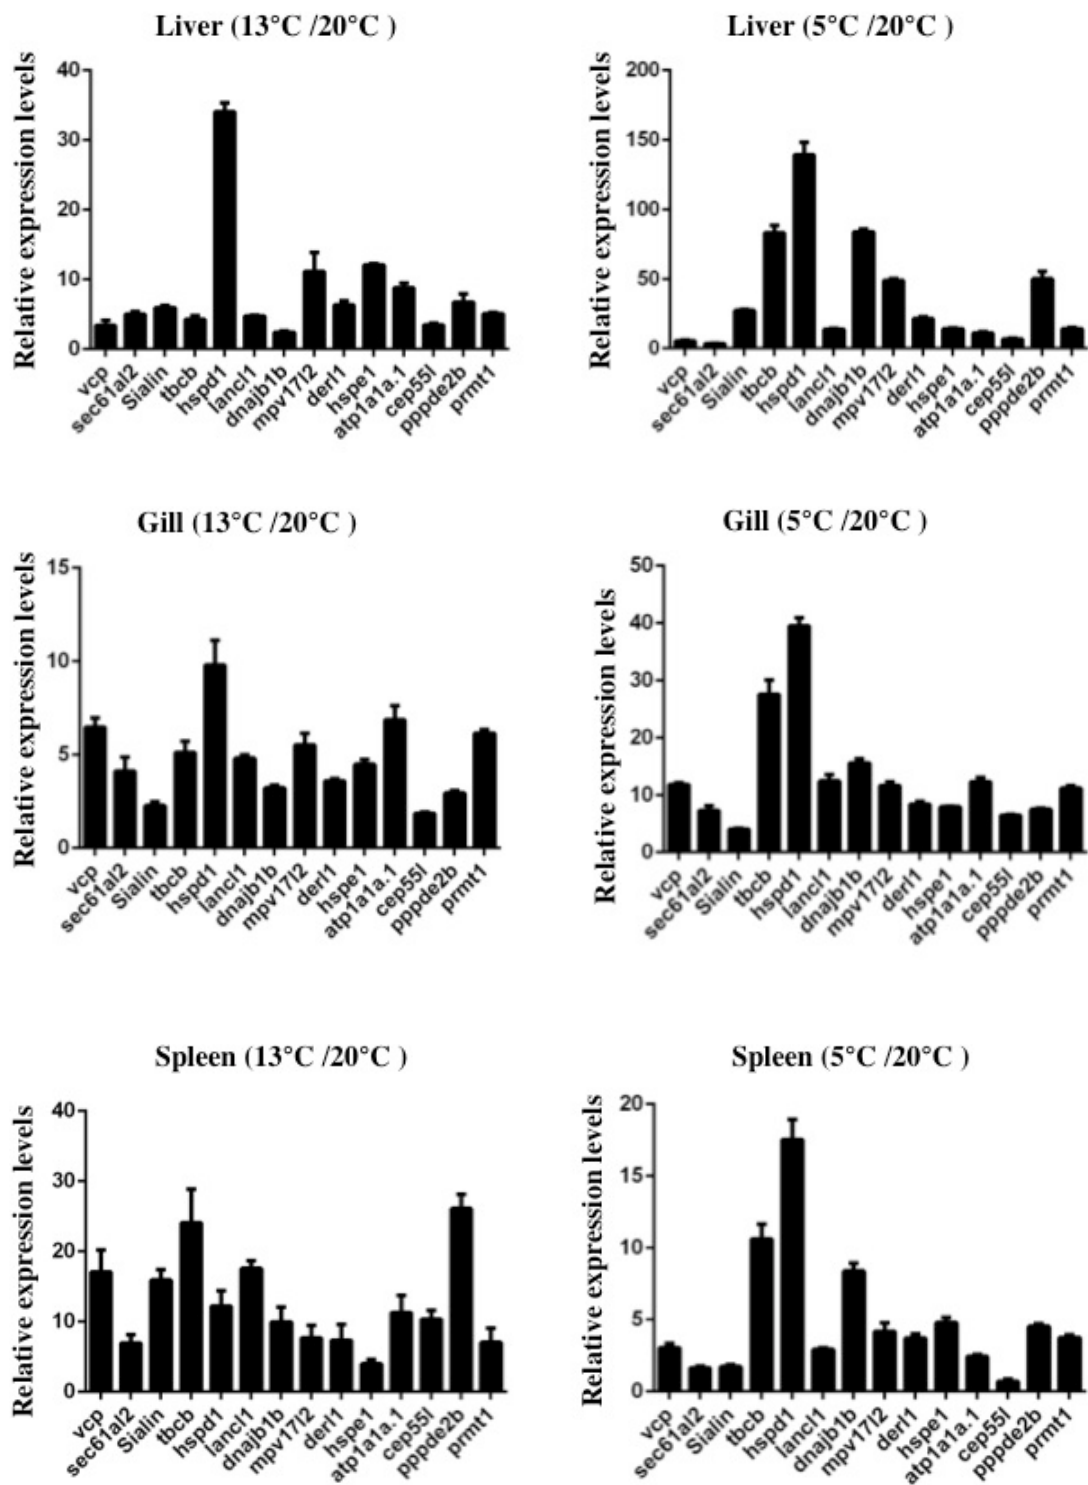 Liver (13°C /20°C )
Relative expression levels
40
30
20
10
0
vcp
sec61al2
Sialin
tbcb
hspd1
lancl1
dnajb1b
mpv17l2
derl1
hspe1
atp1a1a.1
cep55l
pppde2b
prmt1
Liver (5°C /20°C )
Relative expression levels
200
150
100
50
0
vcp
sec61al2
Sialin
tbcb
hspd1
lancl1
dnajb1b
mpv17l2
derl1
hspe1
atp1a1a.1
cep55l
pppde2b
prmt1
Gill (13°C /20°C )
Relative expression levels
15
10
5
0
vcp
sec61al2
Sialin
tbcb
hspd1
lancl1
dnajb1b
mpv17l2
derl1
hspe1
atp1a1a.1
cep55l
pppde2b
prmt1
Gill (5°C /20°C )
Relative expression levels
50
40
30
20
10
0
vcp
sec61al2
Sialin
tbcb
hspd1
lancl1
dnajb1b
mpv17l2
derl1
hspe1
atp1a1a.1
cep55l
pppde2b
prmt1
Spleen (13°C /20°C )
Relative expression levels
40
30
20
10
0
vcp
sec61al2
Sialin
tbcb
hspd1
lancl1
dnajb1b
mpv17l2
derl1
hspe1
atp1a1a.1
cep55l
pppde2b
prmt1
Spleen (5°C /20°C )
Relative expression levels
20
15
10
5
0
vcp
sec61al2
Sialin
tbcb
hspd1
lancl1
dnajb1b
mpv17l2
derl1
hspe1
atp1a1a.1
cep55l
pppde2b
prmt1